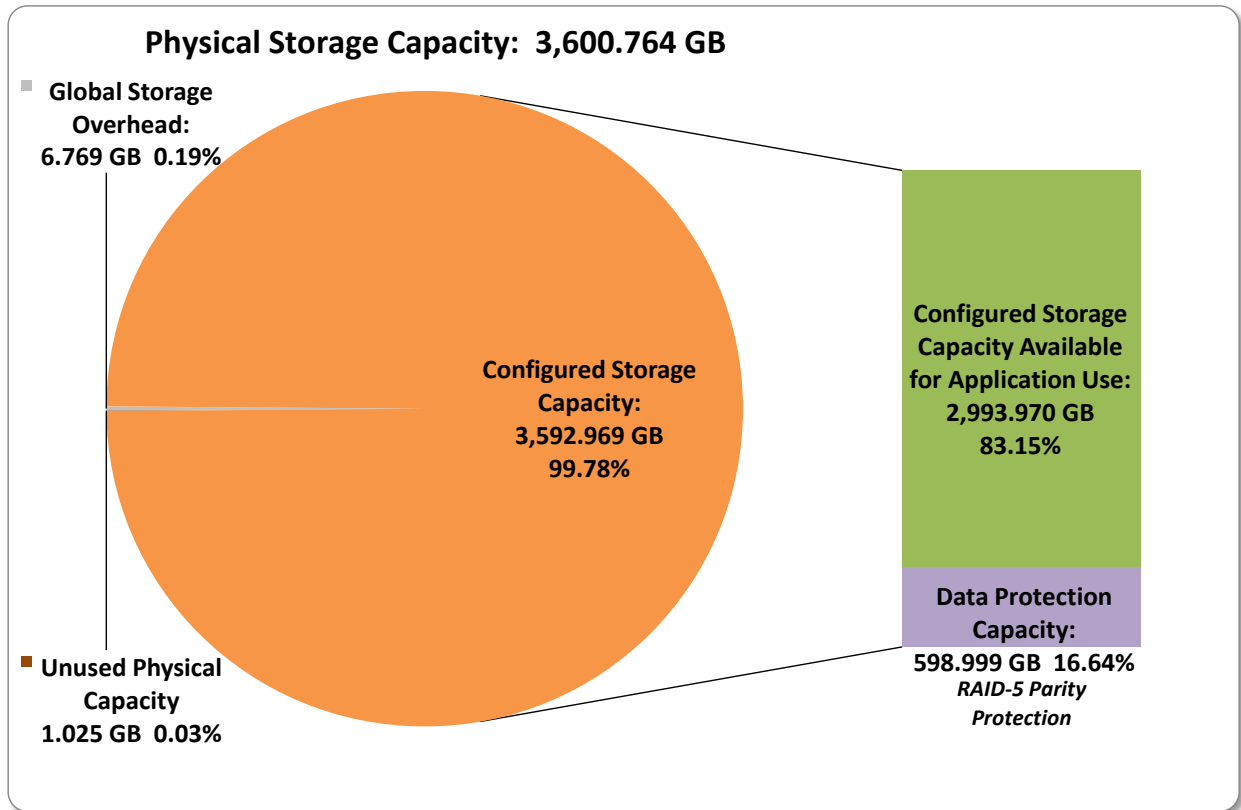 Physical Storage Capacity: 3,600.764 GB
Global Storage
Overhead:
6.769 GB 0.19%
Configured Storage
Capacity:
3,592.969 GB
99.78%
Configured Storage
Capacity Available
for Application Use:
2,993.970 GB
83.15%
Data Protection
Capacity:
598.999 GB 16.64%
RAID-5 Parity
Protection
Unused Physical
Capacity
1.025 GB 0.03%